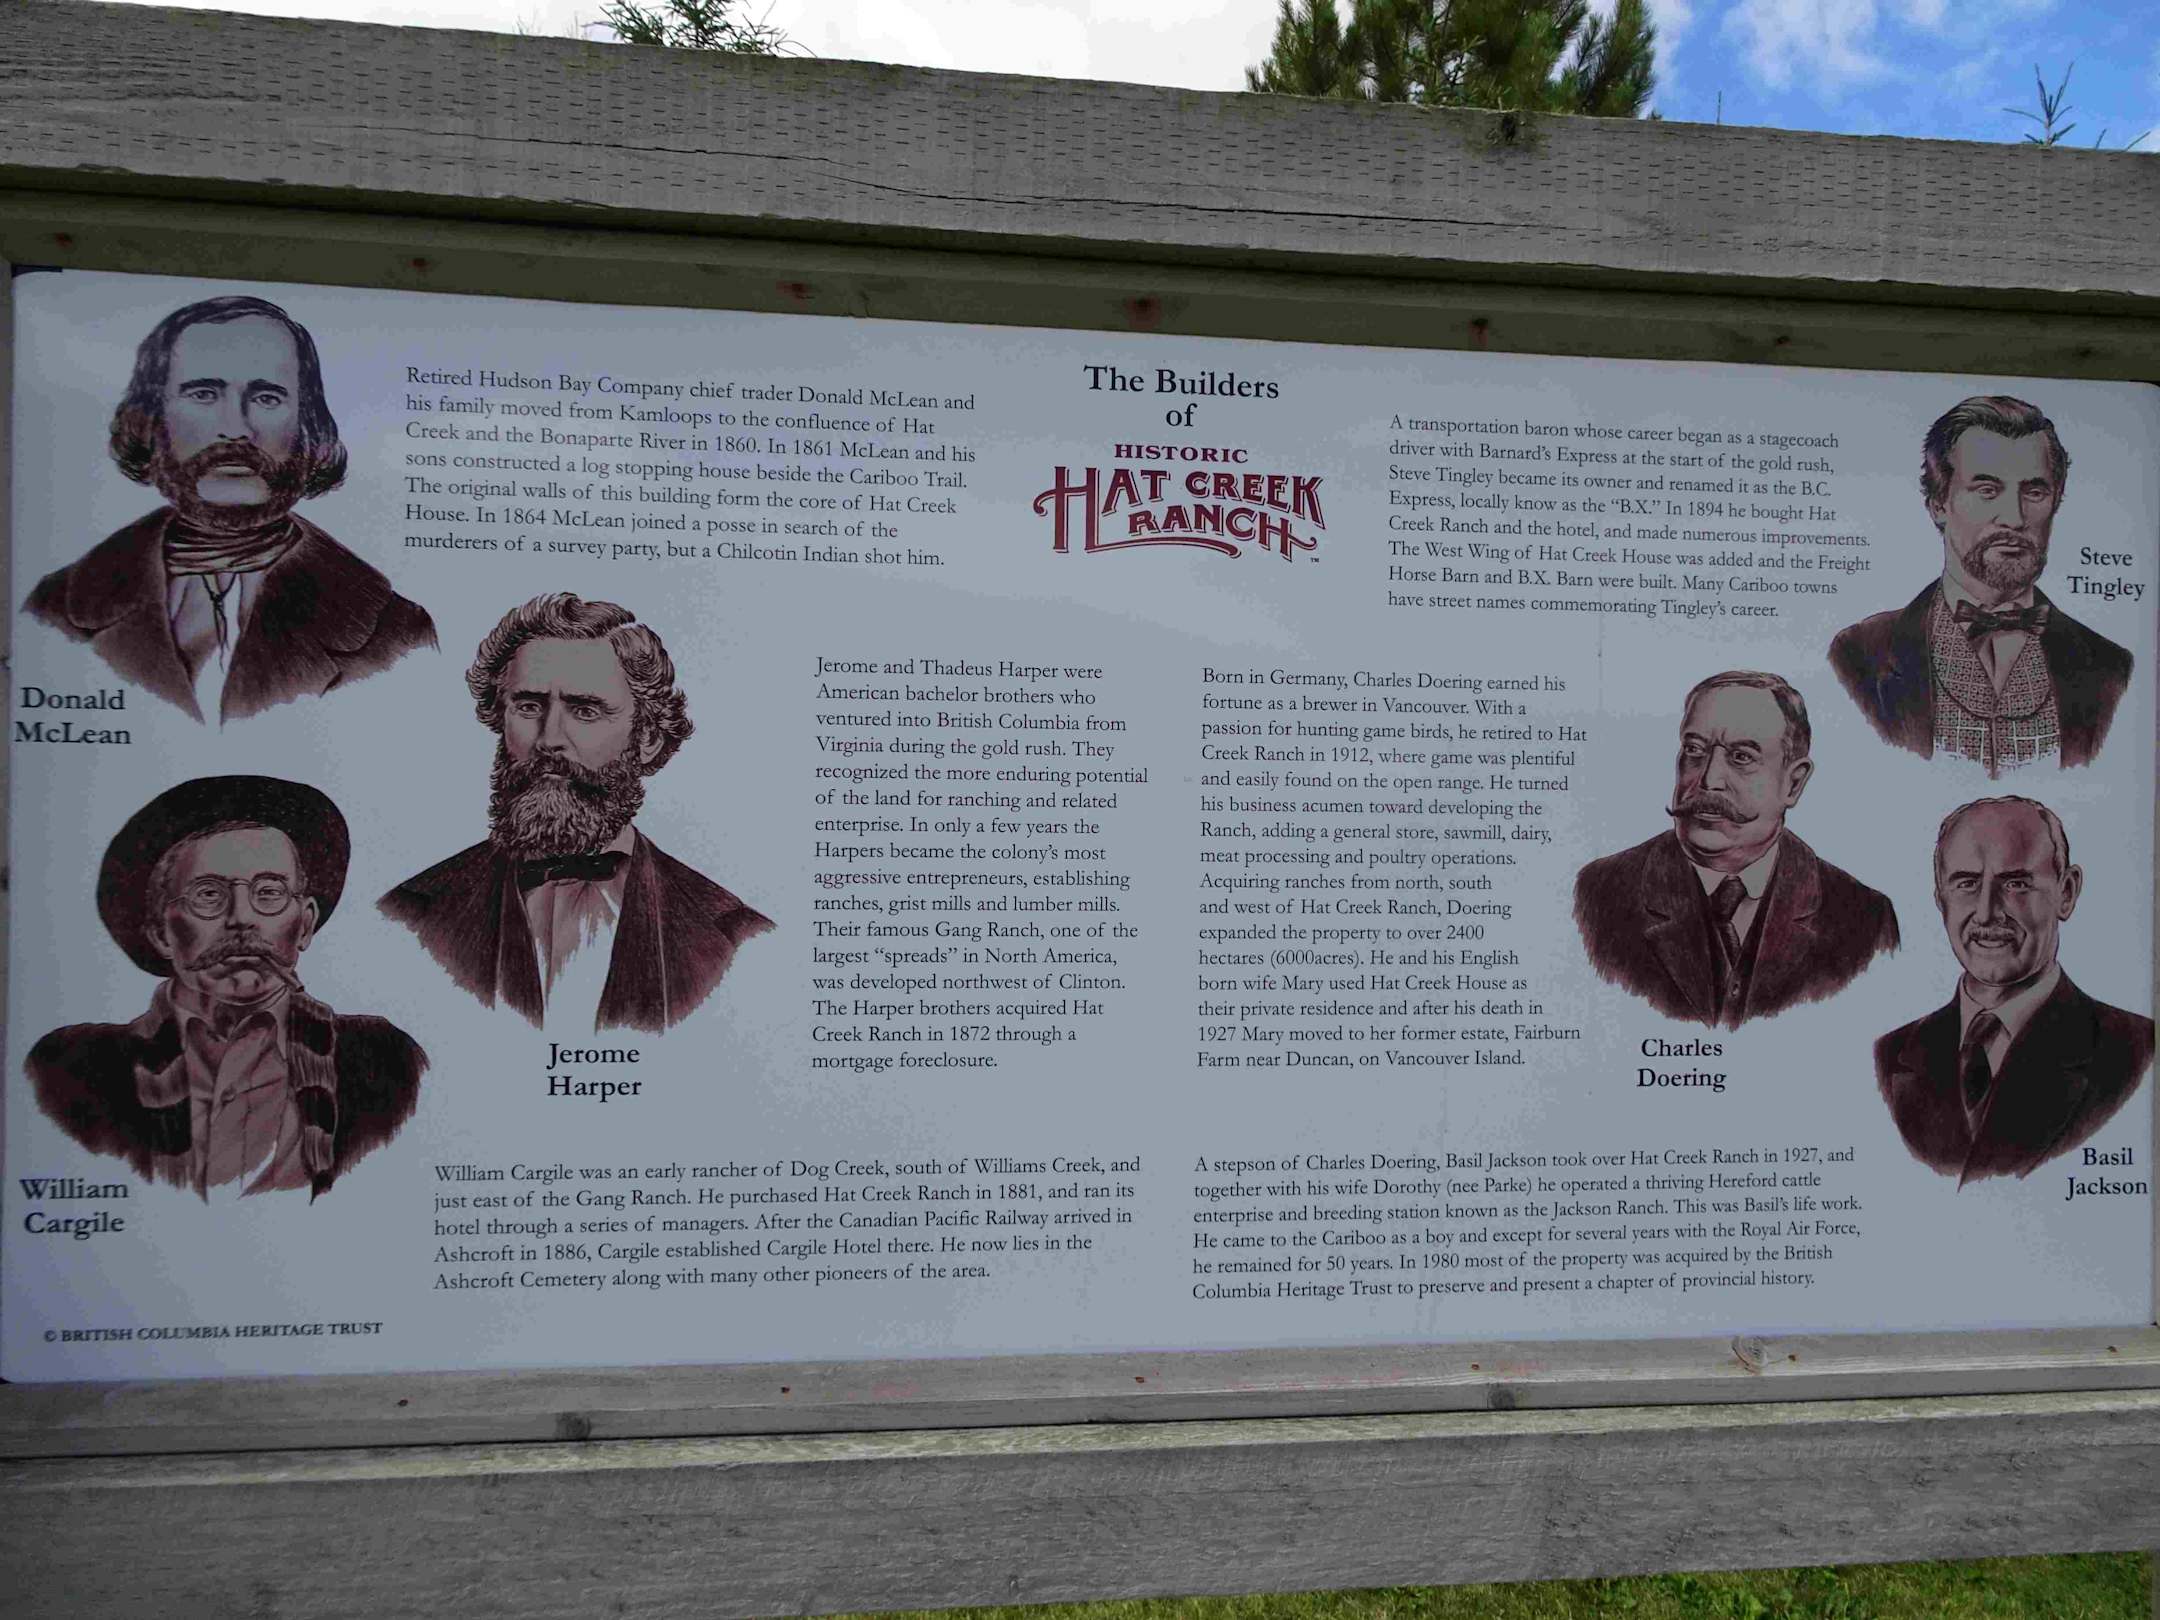 The Builders
of
HISTORIC
HAT CREEK
RANCH
™
Retired Hudson Bay Company chief trader Donald McLean and
his family moved from Kamloops to the confluence of Hat
Creek and the Bonaparte River in 1860. In 1861 McLean and his
sons constructed a log stopping house beside the Cariboo Trail.
The original walls of this building form the core of Hat Creek
House. In 1864 McLean joined a posse in search of the
murderers of a survey party, but a Chilcotin Indian shot him.
Donald
McLean
Jerome and Thadeus Harper were
American bachelor brothers who
ventured into British Columbia from
Virginia during the gold rush. They
recognized the more enduring potential
of the land for ranching and related
enterprise. In only a few years the
Harpers became the colony's most
aggressive entrepreneurs, establishing
ranches, grist mills and lumber mills.
Their famous Gang Ranch, one of the
largest "spreads" in North America,
was developed northwest of Clinton.
The Harper brothers acquired Hat
Creek Ranch in 1872 through a
mortgage foreclosure.
Jerome
Harper
William Cargile was an early rancher of Dog Creek, south of Williams Creek, and
just east of the Gang Ranch. He purchased Hat Creek Ranch in 1881, and ran its
hotel through a series of managers. After the Canadian Pacific Railway arrived in
Ashcroft in 1886, Cargile established Cargile Hotel there. He now lies in the
Ashcroft Cemetery along with many other pioneers of the area.
William
Cargile
A transportation baron whose career began as a stagecoach
driver with Barnard's Express at the start of the gold rush,
Steve Tingley became its owner and renamed it as the B.C.
Express, locally know as the "B.X." In 1894 he bought Hat
Creek Ranch and the hotel, and made numerous improvements.
The West Wing of Hat Creek House was added and the Freight
Horse Barn and B.X. Barn were built. Many Cariboo towns
have street names commemorating Tingley's career.
Steve
Tingley
Born in Germany, Charles Doering earned his
fortune as a brewer in Vancouver. With a
passion for hunting game birds, he retired to Hat
Creek Ranch in 1912, where game was plentiful
and easily found on the open range. He turned
his business acumen toward developing the
Ranch, adding a general store, sawmill, dairy,
meat processing and poultry operations.
Acquiring ranches from north, south
and west of Hat Creek Ranch, Doering
expanded the property to over 2400
hectares (6000acres). He and his English
born wife Mary used Hat Creek House as
their private residence and after his death in
1927 Mary moved to her former estate, Fairburn
Farm near Duncan, on Vancouver Island.
Charles
Doering
A stepson of Charles Doering, Basil Jackson took over Hat Creek Ranch in 1927, and
together with his wife Dorothy (nee Parke) he operated a thriving Hereford cattle
enterprise and breeding station known as the Jackson Ranch. This was Basil's life work.
He came to the Cariboo as a boy and except for several years with the Royal Air Force,
he remained for 50 years. In 1980 most of the property was acquired by the British
Columbia Heritage Trust to preserve and present a chapter of provincial history.
Basil
Jackson
© BRITISH COLUMBIA HERITAGE TRUST